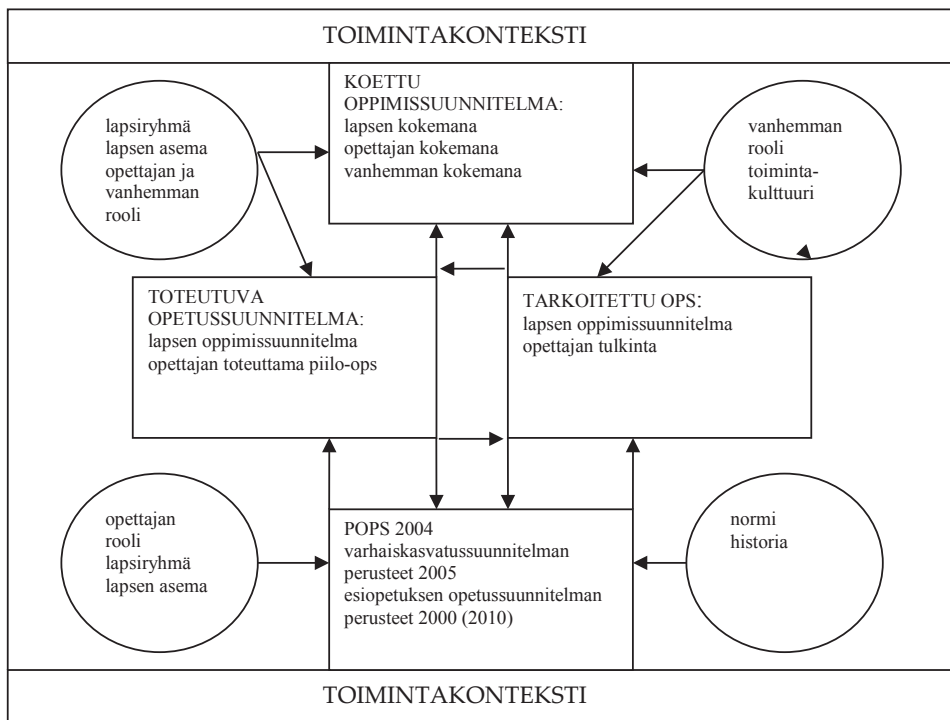 TOIMINTAKONTEKSTI
KOETTU
OPPIMISSUUNNITELMA:
lapsen kokemana
opettajan kokemana
vanhemman kokemana
lapsiryhmä
lapsen asema
opettajan ja
vanhemman
rooli
vanhemman
rooli
toiminta-
kulttuuri
TOTEUTUVA
OPETUSSUUNNITELMA:
lapsen oppimissuunnitelma
opettajan toteuttama piilo-ops
TARKOITETTU OPS:
lapsen oppimissuunnitelma
opettajan tulkinta
opettajan
rooli
lapsiryhmä
lapsen asema
POPS 2004
varhaiskasvatussuunnitelman
perusteet 2005
esiopetuksen opetussuunnitelman
perusteet 2000 (2010)
normi
historia
TOIMINTAKONTEKSTI